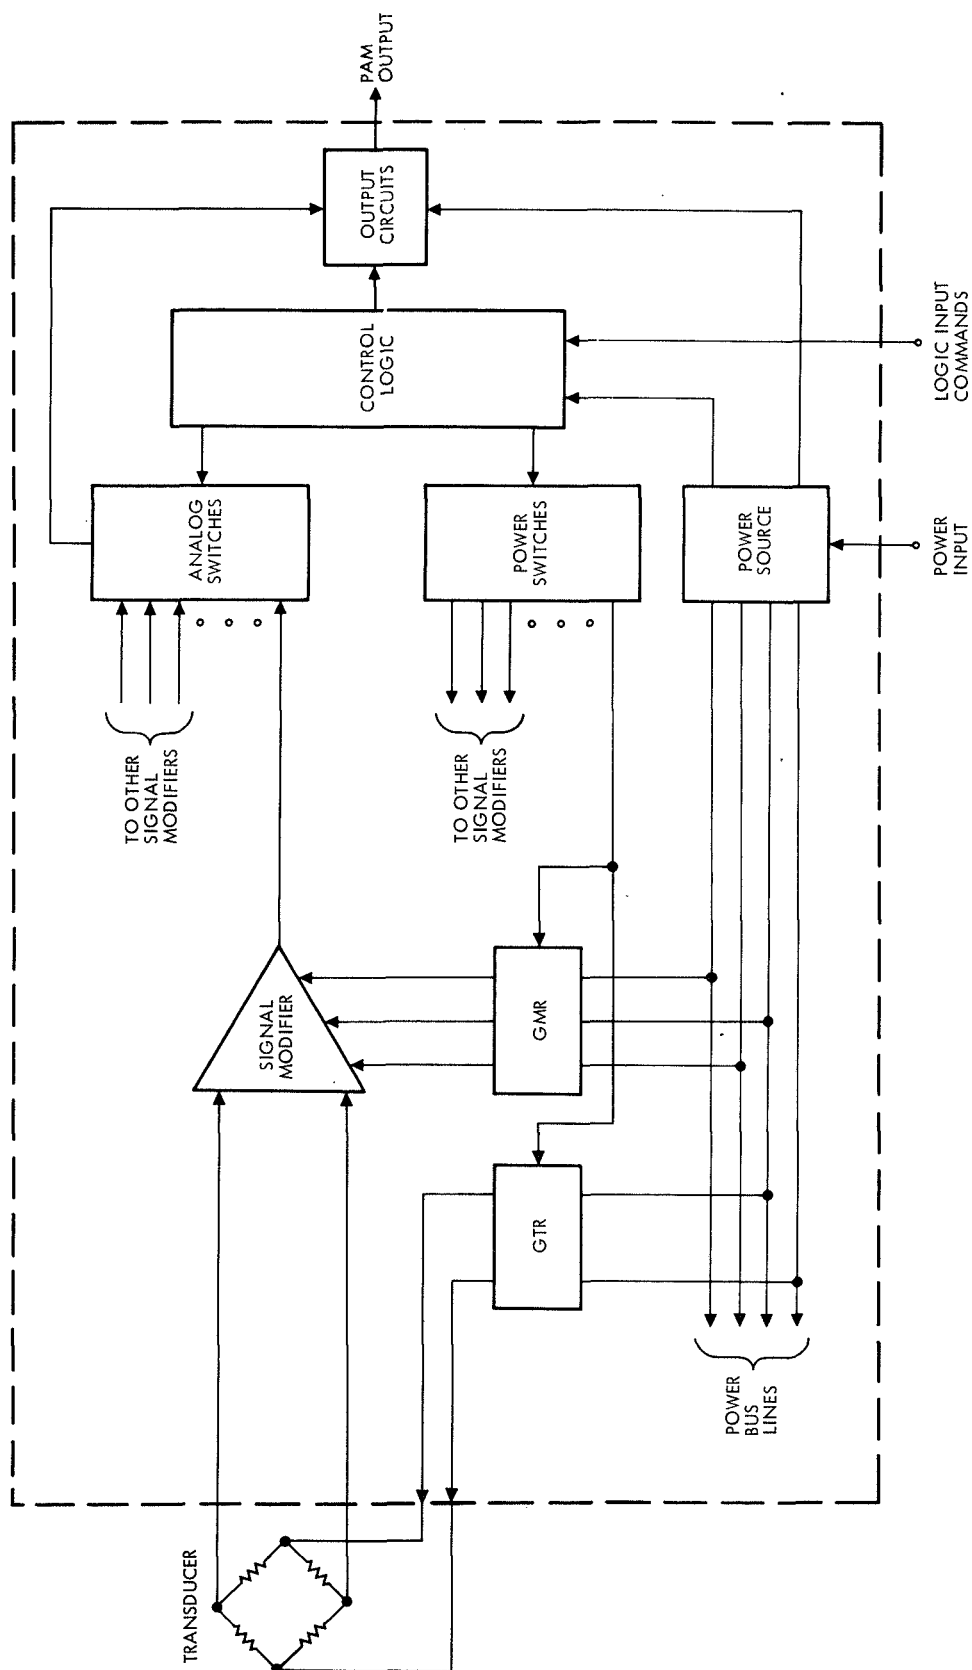 TRANSDUCER
SIGNAL
MODIFIER
TO OTHER
SIGNAL
MODIFIERS
ANALOG
SWITCHES
CONTROL
LOGIC
OUTPUT
CIRCUITS
PAM
OUTPUT
TO OTHER
SIGNAL
MODIFIERS
POWER
SWITCHES
GTR
GMR
POWER
BUS
LINES
POWER
SOURCE
POWER
INPUT
LOGIC INPUT
COMMANDS